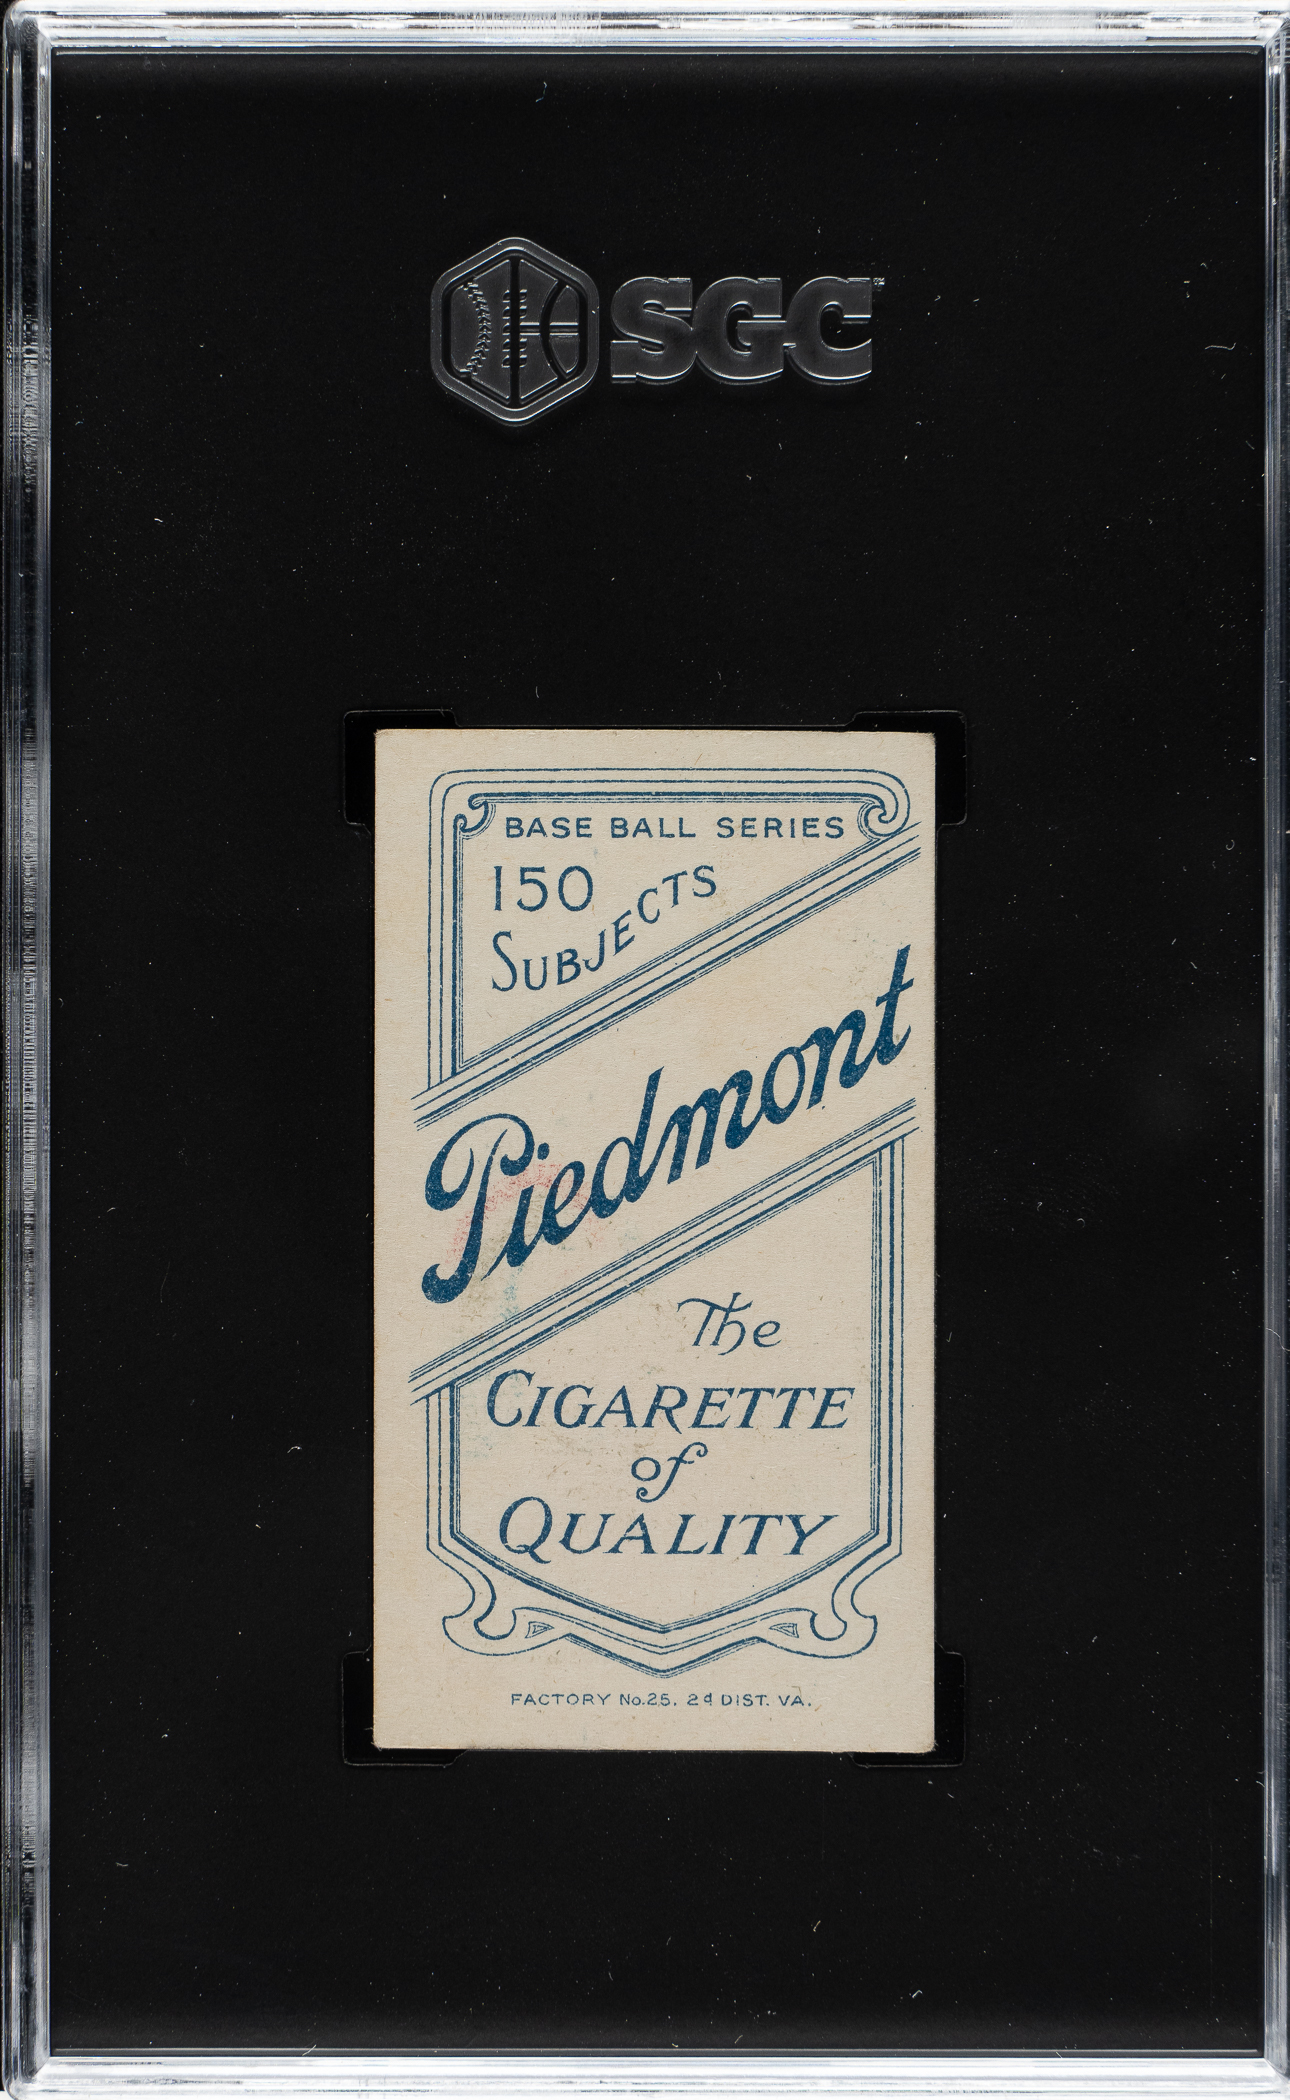 SGC
BASE BALL SERIES
150
SUBJECTS
Piedmont
The
CIGARETTE
of
QUALITY
FACTORY No.25. 2d DIST. VA.